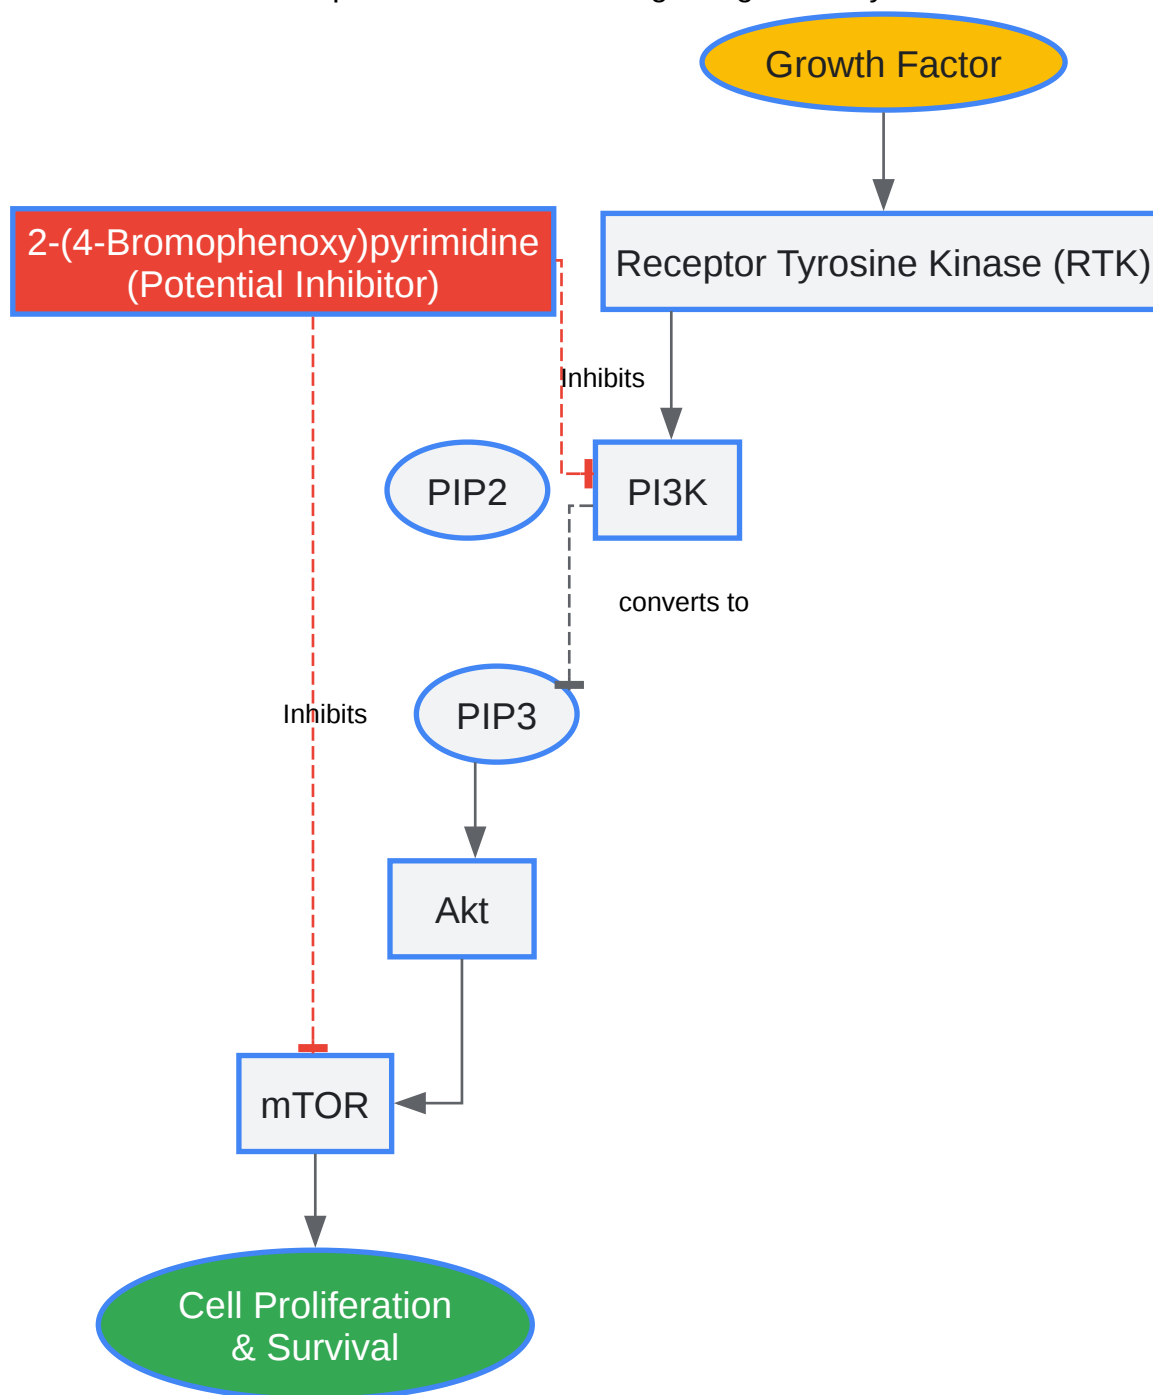 Growth Factor
2-(4-Bromophenoxy)pyrimidine
(Potential Inhibitor)
Receptor Tyrosine Kinase (RTK)
Inhibits
PIP2
PI3K
converts to
Inhibits
PIP3
Akt
mTOR
Cell Proliferation
& Survival